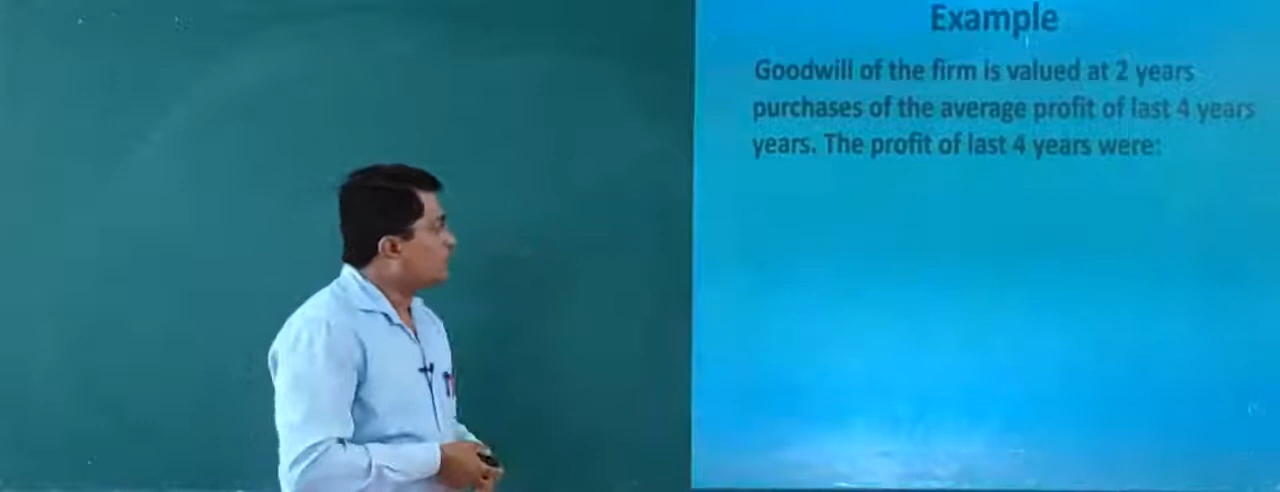 Example
Goodwill of the firm is valued at 2 years
purchases of the average profit of last 4 years
years. The profit of last 4 years were: